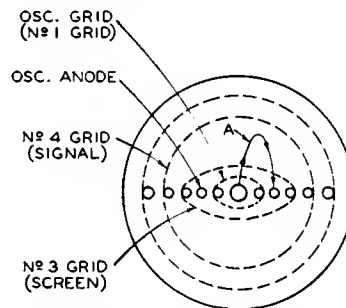 OSC. GRID
(Nº 1 GRID)
OSC. ANODE
A
Nº 4 GRID
(SIGNAL)
Nº 3 GRID
(SCREEN)